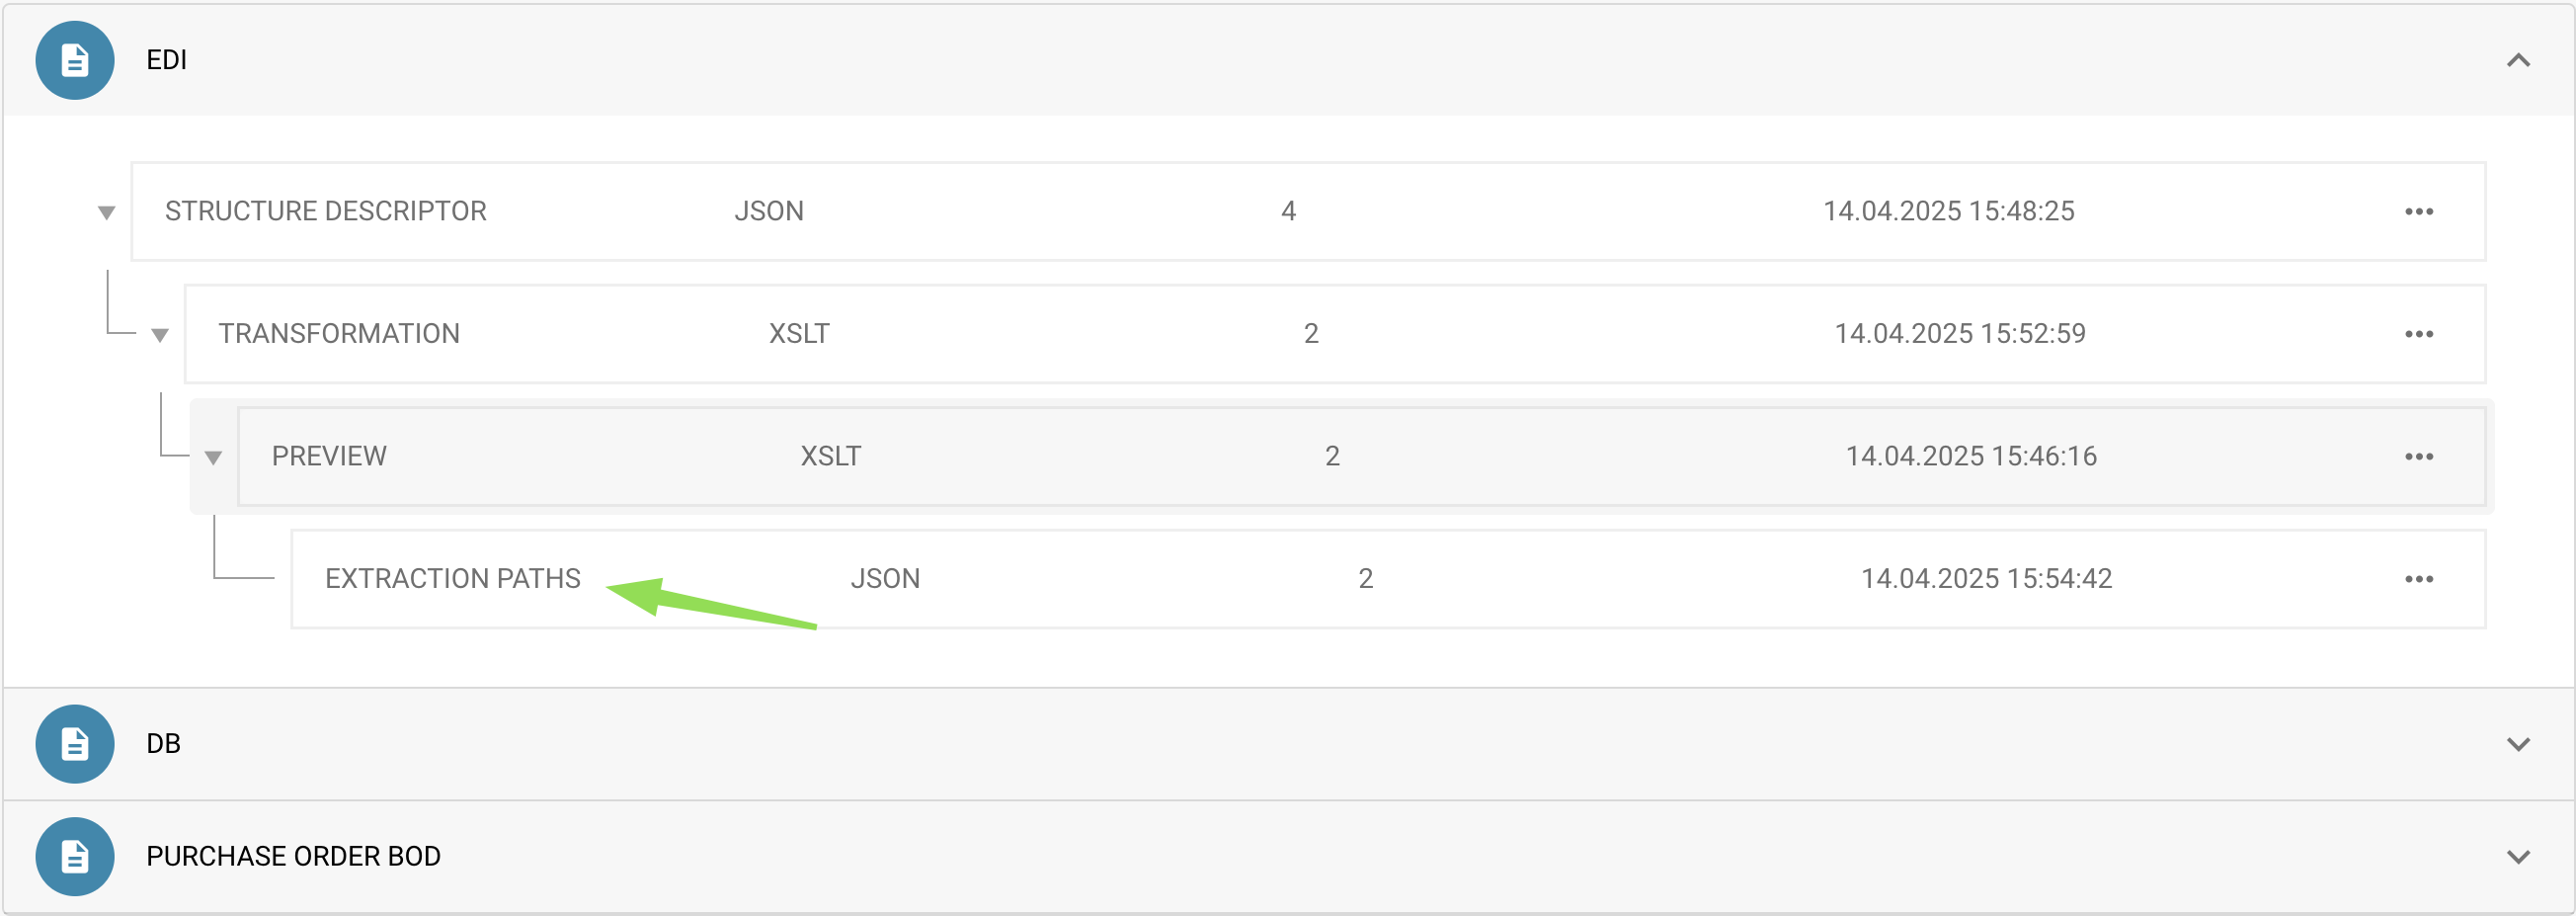 EDI
STRUCTURE DESCRIPTOR JSON 4 14.04.2025 15:48:25
TRANSFORMATION XSLT 2 14.04.2025 15:52:59
PREVIEW XSLT 2 14.04.2025 15:46:16
EXTRACTION PATHS JSON 2 14.04.2025 15:54:42
DB
PURCHASE ORDER BOD